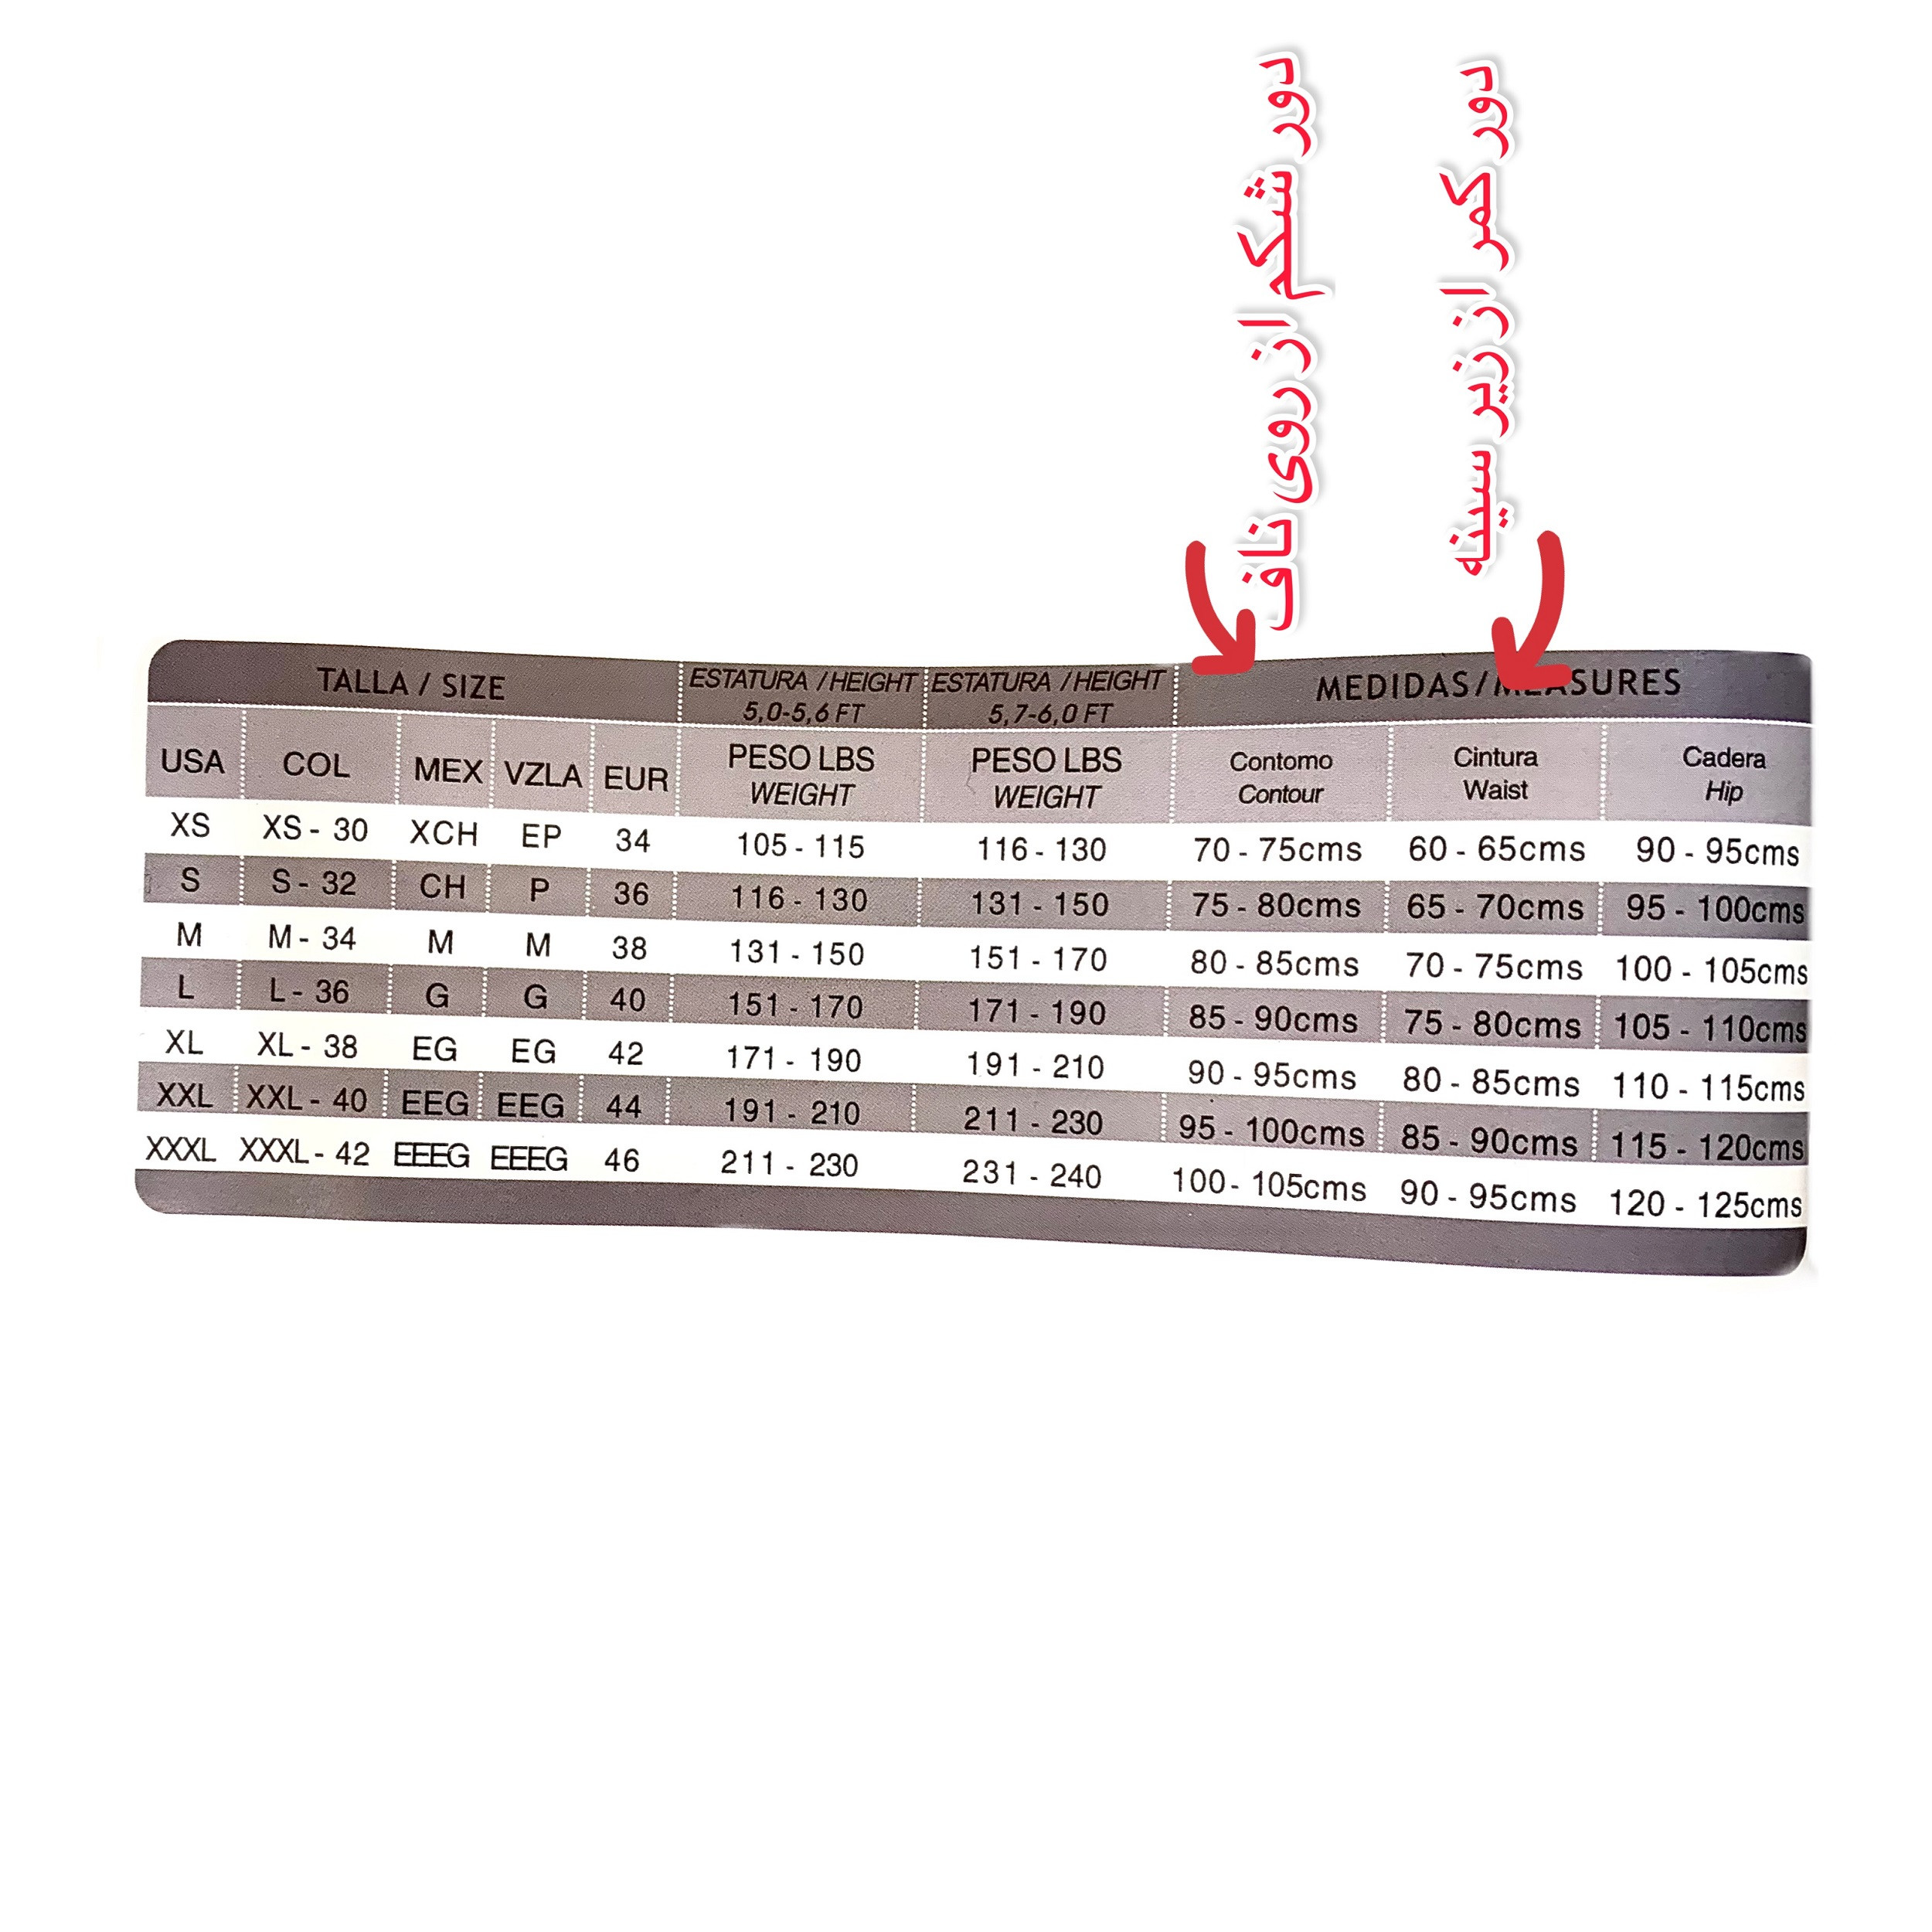 دور شکم از روی ناف
دور کمر از زیر سینه
TALLA / SIZE ESTATURA / HEIGHT 5,0-5,6 FT ESTATURA / HEIGHT 5,7-6,0 FT MEDIDAS/MEASURES
USA COL MEX VZLA EUR PESO LBS WEIGHT PESO LBS WEIGHT Contomo Contour Cintura Waist Cadera Hip
XS XS - 30 XCH EP 34 105 - 115 116 - 130 70 - 75cms 60 - 65cms 90 - 95cms
S S - 32 CH P 36 116 - 130 131 - 150 75 - 80cms 65 - 70cms 95 - 100cms
M M - 34 M M 38 131 - 150 151 - 170 80 - 85cms 70 - 75cms 100 - 105cms
L L - 36 G G 40 151 - 170 171 - 190 85 - 90cms 75 - 80cms 105 - 110cms
XL XL - 38 EG EG 42 171 - 190 191 - 210 90 - 95cms 80 - 85cms 110 - 115cms
XXL XXL - 40 EEG EEG 44 191 - 210 211 - 230 95 - 100cms 85 - 90cms 115 - 120cms
XXXL XXXL - 42 EEEG EEEG 46 211 - 230 231 - 240 100- 105cms 90 - 95cms 120 - 125cms